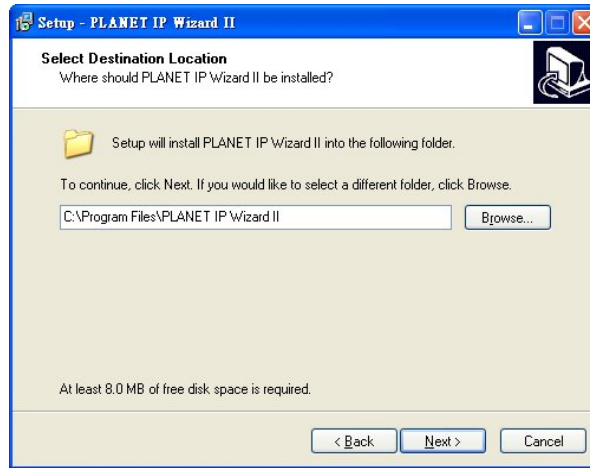 Setup - PLANET IP Wizard II
Select Destination Location
Where should PLANET IP Wizard II be installed?
Setup will install PLANET IP Wizard II into the following folder.
To continue, click Next. If you would like to select a different folder, click Browse.
C:\Program Files\PLANET IP Wizard II
Browse...
At least 8.0 MB of free disk space is required.
< Back
Next >
Cancel